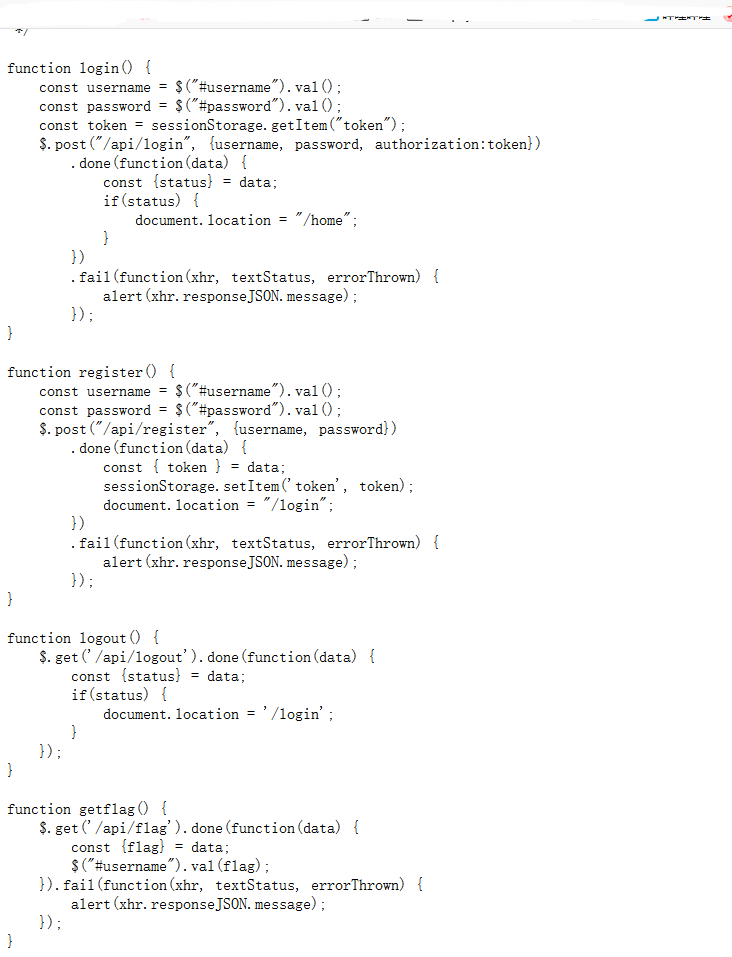 */
function login() {
    const username = $("#username").val();
    const password = $("#password").val();
    const token = sessionStorage.getItem("token");
    $.post("/api/login", {username, password, authorization:token})
        .done(function(data) {
            const {status} = data;
            if(status) {
                document.location = "/home";
            }
        })
        .fail(function(xhr, textStatus, errorThrown) {
            alert(xhr.responseJSON.message);
        });
}
function register() {
    const username = $("#username").val();
    const password = $("#password").val();
    $.post("/api/register", {username, password})
        .done(function(data) {
            const { token } = data;
            sessionStorage.setItem('token', token);
            document.location = "/login";
        })
        .fail(function(xhr, textStatus, errorThrown) {
            alert(xhr.responseJSON.message);
        });
}
function logout() {
    $.get('/api/logout').done(function(data) {
        const {status} = data;
        if(status) {
            document.location = '/login';
        }
    });
}
function getflag() {
    $.get('/api/flag').done(function(data) {
        const {flag} = data;
        $("#username").val(flag);
    }).fail(function(xhr, textStatus, errorThrown) {
        alert(xhr.responseJSON.message);
    });
}